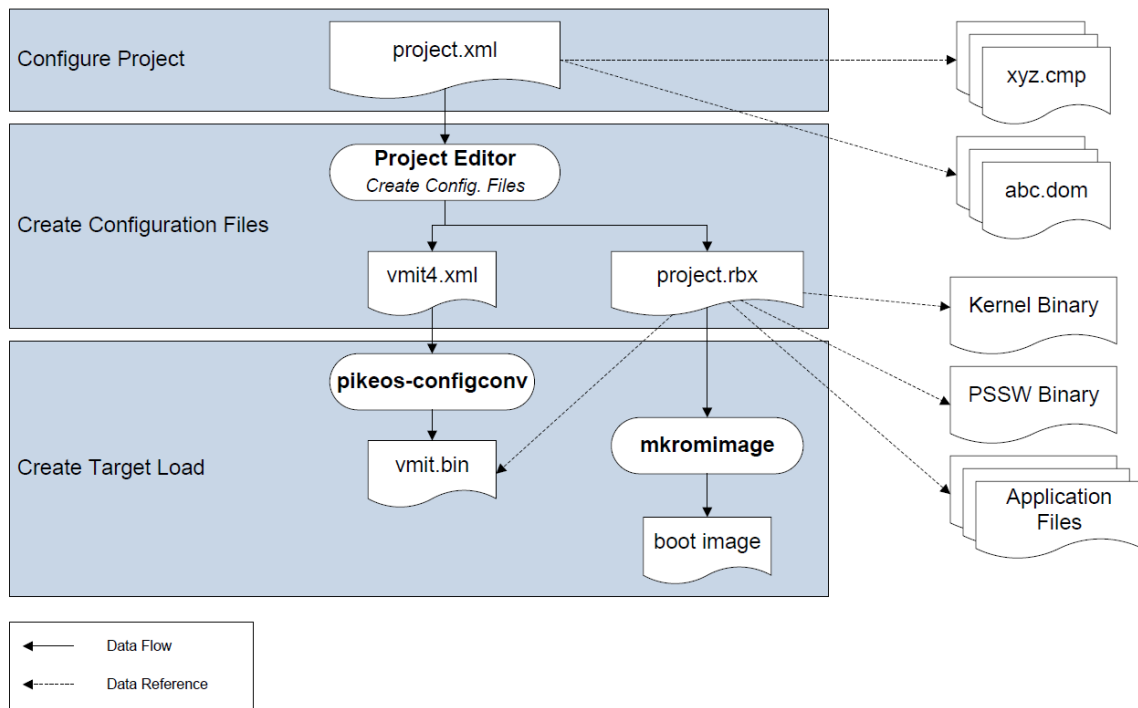 Configure Project
project.xml
xyz.cmp
abc.dom
Create Configuration Files
Project Editor
Create Config. Files
vmit4.xml
project.rbx
Kernel Binary
PSSW Binary
Application
Files
Create Target Load
pikeos-configconv
vmit.bin
mkromimage
boot image
Data Flow
Data Reference